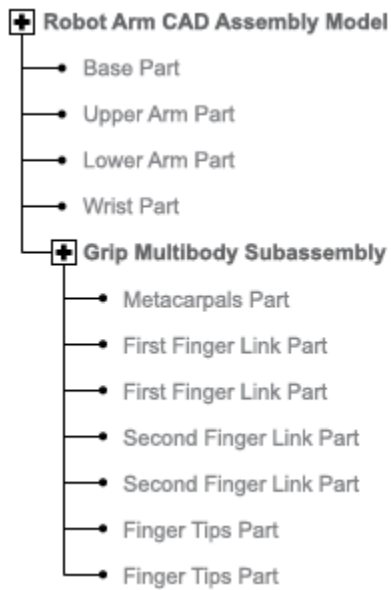 Robot Arm CAD Assembly Model
Base Part
Upper Arm Part
Lower Arm Part
Wrist Part
Grip Multibody Subassembly
Metacarpals Part
First Finger Link Part
First Finger Link Part
Second Finger Link Part
Second Finger Link Part
Finger Tips Part
Finger Tips Part